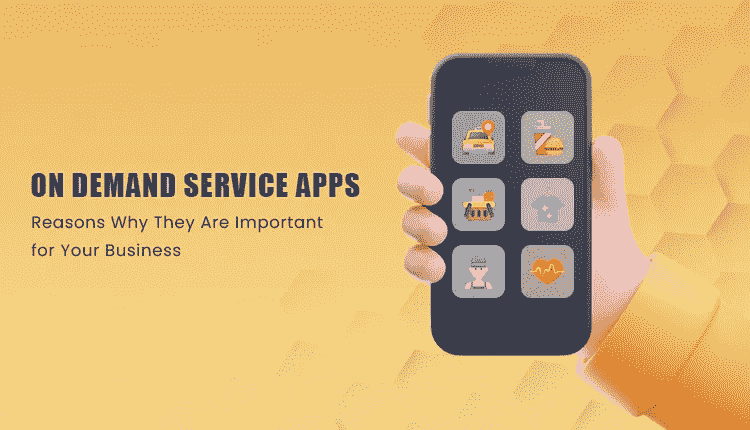 ON DEMAND SERVICE APPS
Reasons Why They Are Important
for Your Business